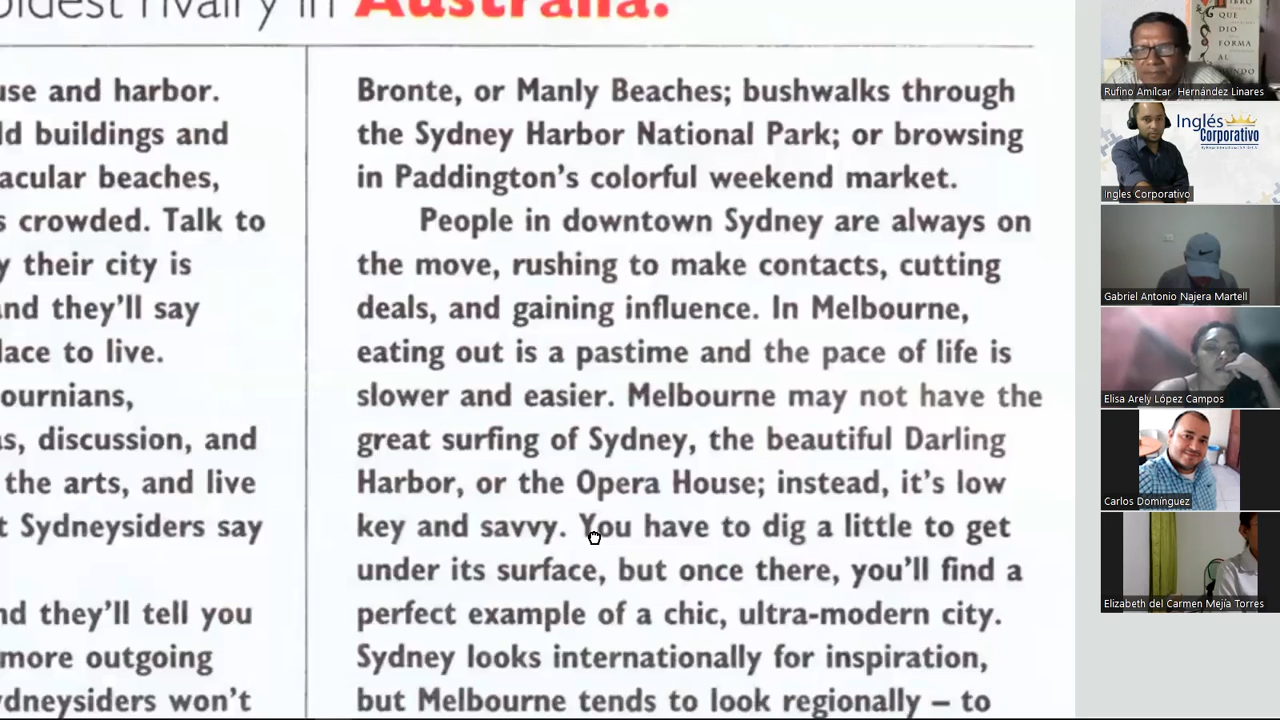 oldest rivalry in Australia.
use and harbor.
ld buildings and
acular beaches,
s crowded. Talk to
y their city is
and they'll say
lace to live.
ournians,
as, discussion, and
the arts, and live
t Sydneysiders say
nd they'll tell you
more outgoing
ydneysiders won't
Bronte, or Manly Beaches; bushwalks through
the Sydney Harbor National Park; or browsing
in Paddington's colorful weekend market.
People in downtown Sydney are always on
the move, rushing to make contacts, cutting
deals, and gaining influence. In Melbourne,
eating out is a pastime and the pace of life is
slower and easier. Melbourne may not have the
great surfing of Sydney, the beautiful Darling
Harbor, or the Opera House; instead, it's low
key and savvy. You have to dig a little to get
under its surface, but once there, you'll find a
perfect example of a chic, ultra-modern city.
Sydney looks internationally for inspiration,
but Melbourne tends to look regionally – to
QUE
DIO
FORMA
AL
Rufino Amílcar Hernández Linares
Inglés
Corporativo
Ingles Corporativo
Gabriel Antonio Najera Martell
Elisa Arely López Campos
Carlos Domínguez
Elizabeth del Carmen Mejía Torres